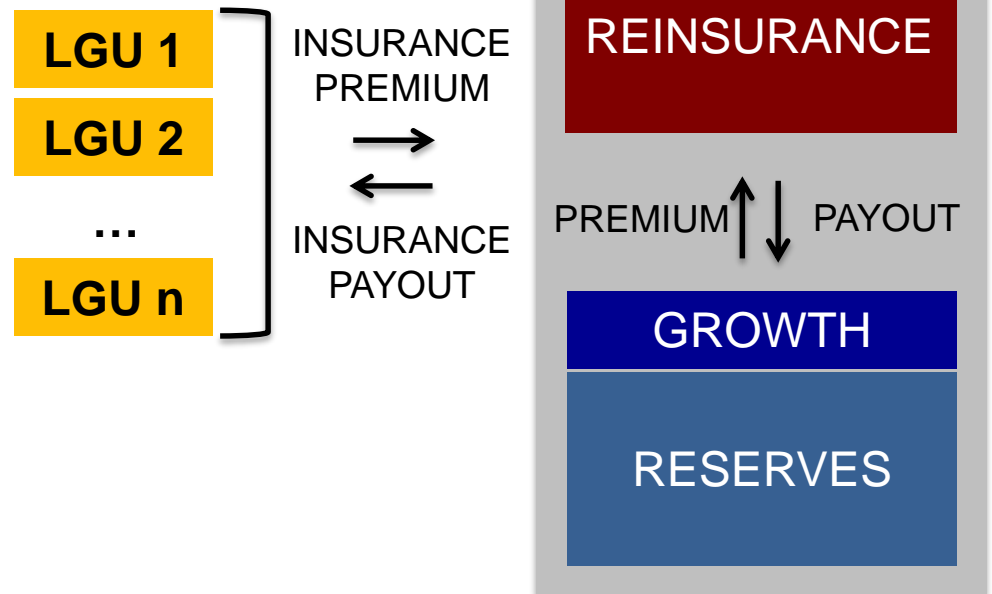 LGU 1
LGU 2
...
LGU n
INSURANCE
PREMIUM
INSURANCE
PAYOUT
REINSURANCE
PREMIUM
PAYOUT
GROWTH
RESERVES